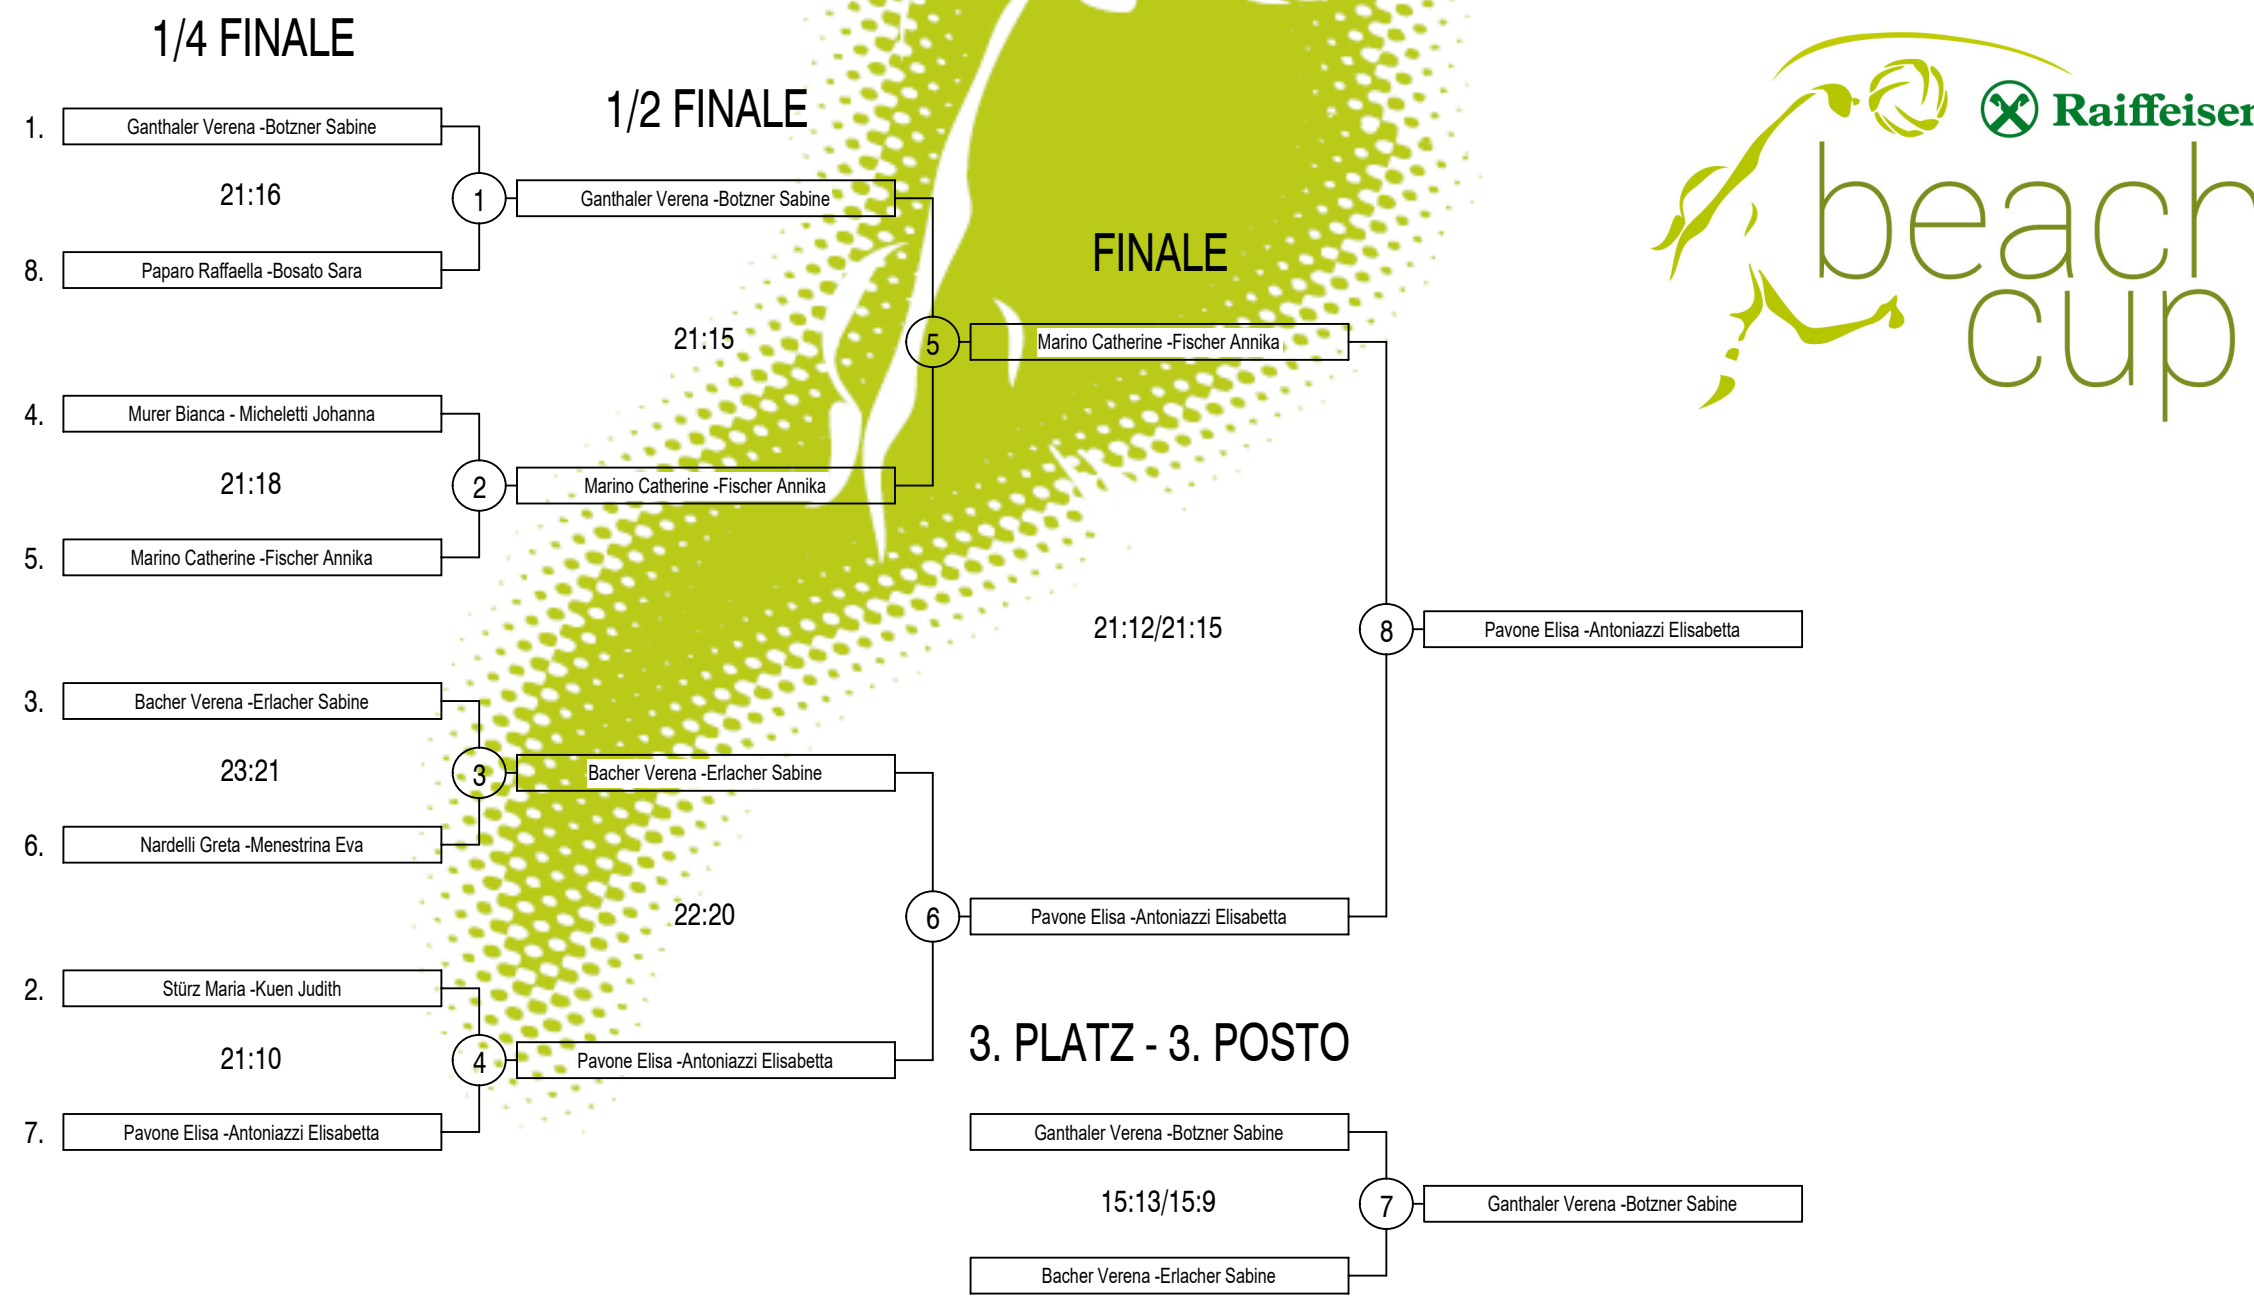 1/4 FINALE
1/2 FINALE
Raiffeisen
beach
cup
1. Ganthaler Verena -Botzner Sabine
21:16
1
Ganthaler Verena -Botzner Sabine
8. Paparo Raffaella -Bosato Sara
FINALE
21:15
5
Marino Catherine -Fischer Annika
4. Murer Bianca - Micheletti Johanna
21:18
2
Marino Catherine -Fischer Annika
5. Marino Catherine -Fischer Annika
21:12/21:15
8
Pavone Elisa -Antoniazzi Elisabetta
3. Bacher Verena -Erlacher Sabine
23:21
3
Bacher Verena -Erlacher Sabine
6. Nardelli Greta -Menestrina Eva
22:20
6
Pavone Elisa -Antoniazzi Elisabetta
2. Stürz Maria -Kuen Judith
21:10
4
Pavone Elisa -Antoniazzi Elisabetta
7. Pavone Elisa -Antoniazzi Elisabetta
3. PLATZ - 3. POSTO
Ganthaler Verena -Botzner Sabine
15:13/15:9
7
Ganthaler Verena -Botzner Sabine
Bacher Verena -Erlacher Sabine